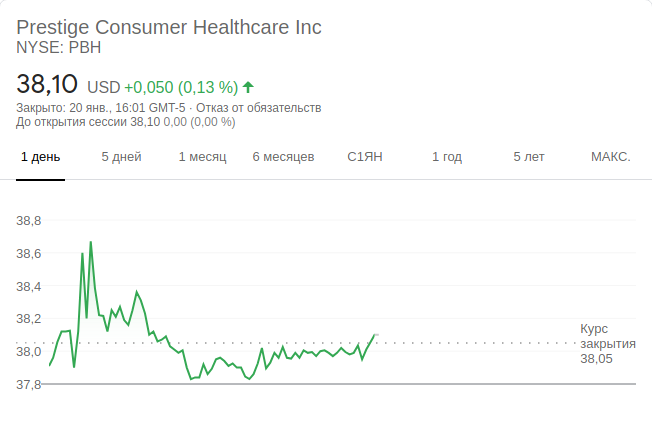 Prestige Consumer Healthcare Inc
NYSE: PBH
38,10 USD +0,050 (0,13 %)
Закрыто: 20 янв., 16:01 GMT-5 · Отказ от обязательств
До открытия сессии 38,10 0,00 (0,00 %)
1 день 5 дней 1 месяц 6 месяцев С1ЯН 1 год 5 лет МАКС.
38,8
38,6
38,4
38,2
38,0
37,8
Курс
закрытия
38,05